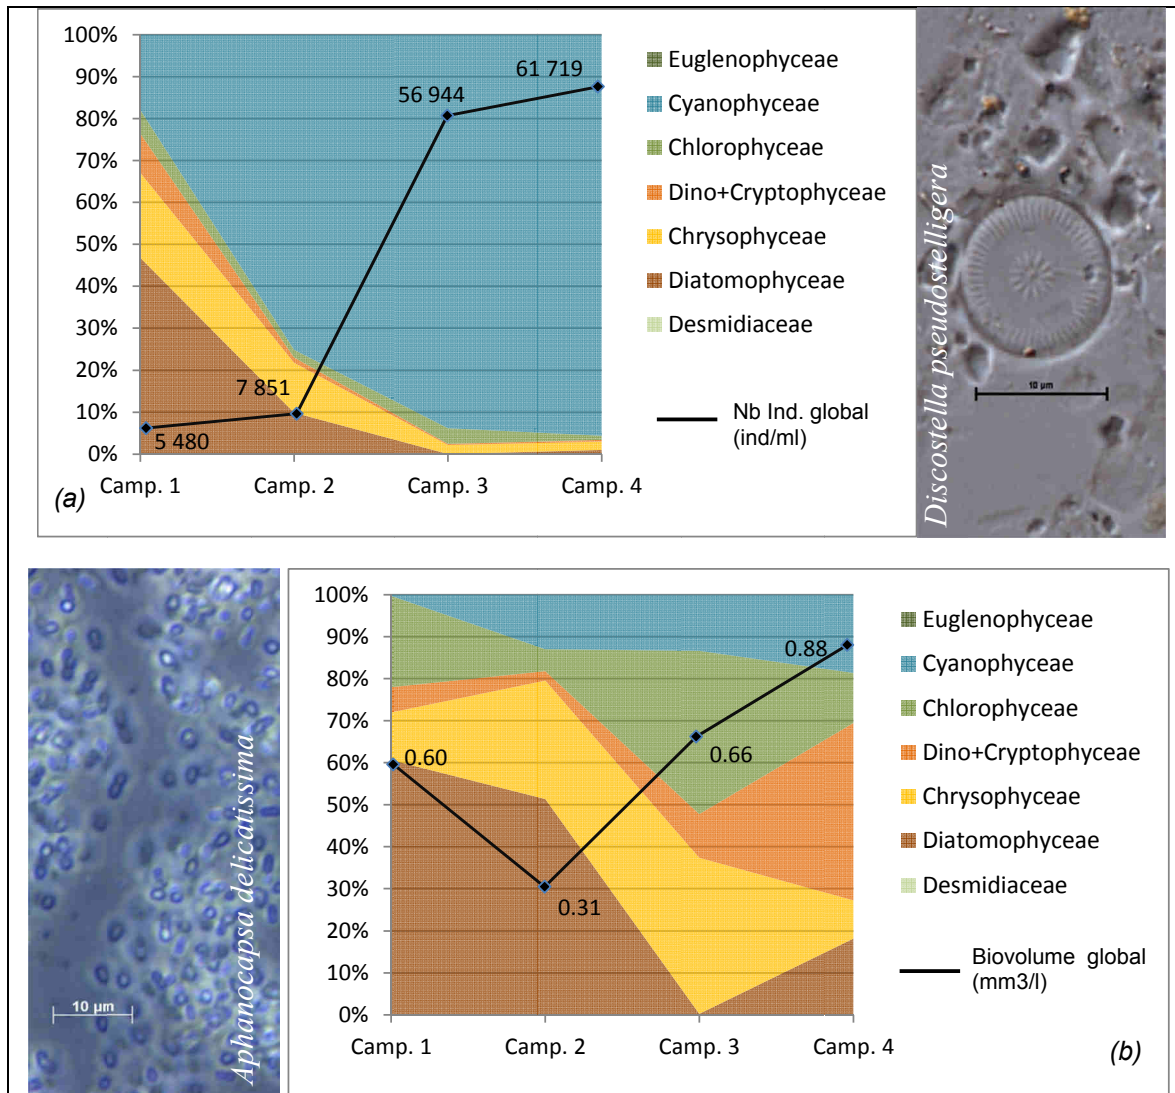 100%
90%
80%
70%
60%
50%
40%
30%
20%
10%
0%
61 719
56 944
7 851
5 480
Camp. 1
Camp. 2
Camp. 3
Camp. 4
(a)
Euglenophyceae
Cyanophyceae
Chlorophyceae
Dino+Cryptophyceae
Chrysophyceae
Diatomophyceae
Desmidiaceae
Nb Ind. global
(ind/ml)
Discostella pseudostelligera
10 µm
Aphanocapsa delicatissima
10 µm
100%
90%
80%
70%
60%
50%
40%
30%
20%
10%
0%
0.60
0.31
0.66
0.88
Camp. 1
Camp. 2
Camp. 3
Camp. 4
Euglenophyceae
Cyanophyceae
Chlorophyceae
Dino+Cryptophyceae
Chrysophyceae
Diatomophyceae
Desmidiaceae
Biovolume global
(mm3/l)
(b)